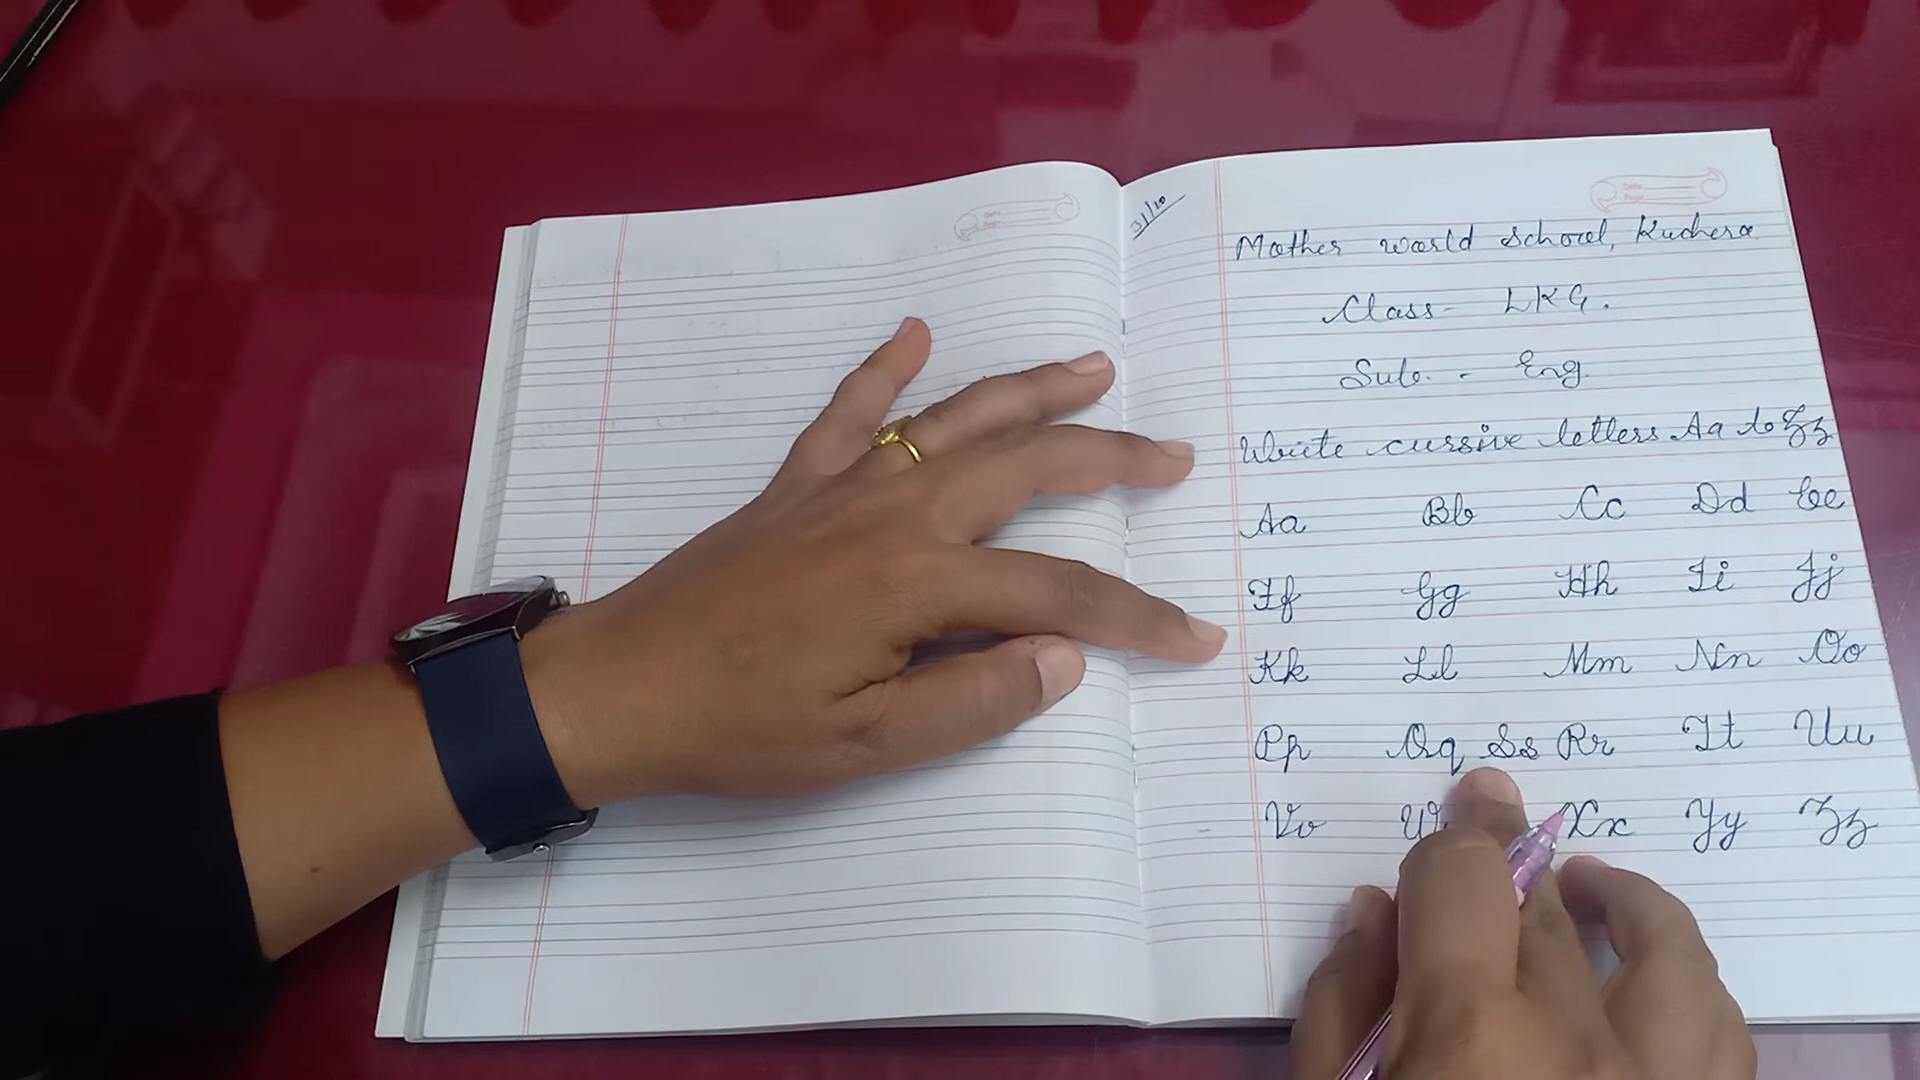 31/10
Mother world School, Kuchera
Class- LKG.
Sub. - Eng.
Write cursive letters Aa to Zz
Aa Bb Cc Dd Ee
Ff Gg Hh Ii Jj
Kk Ll Mm Nn Oo
Pp Qq Ss Rr Tt Uu
Vv W Xx Yy Zz